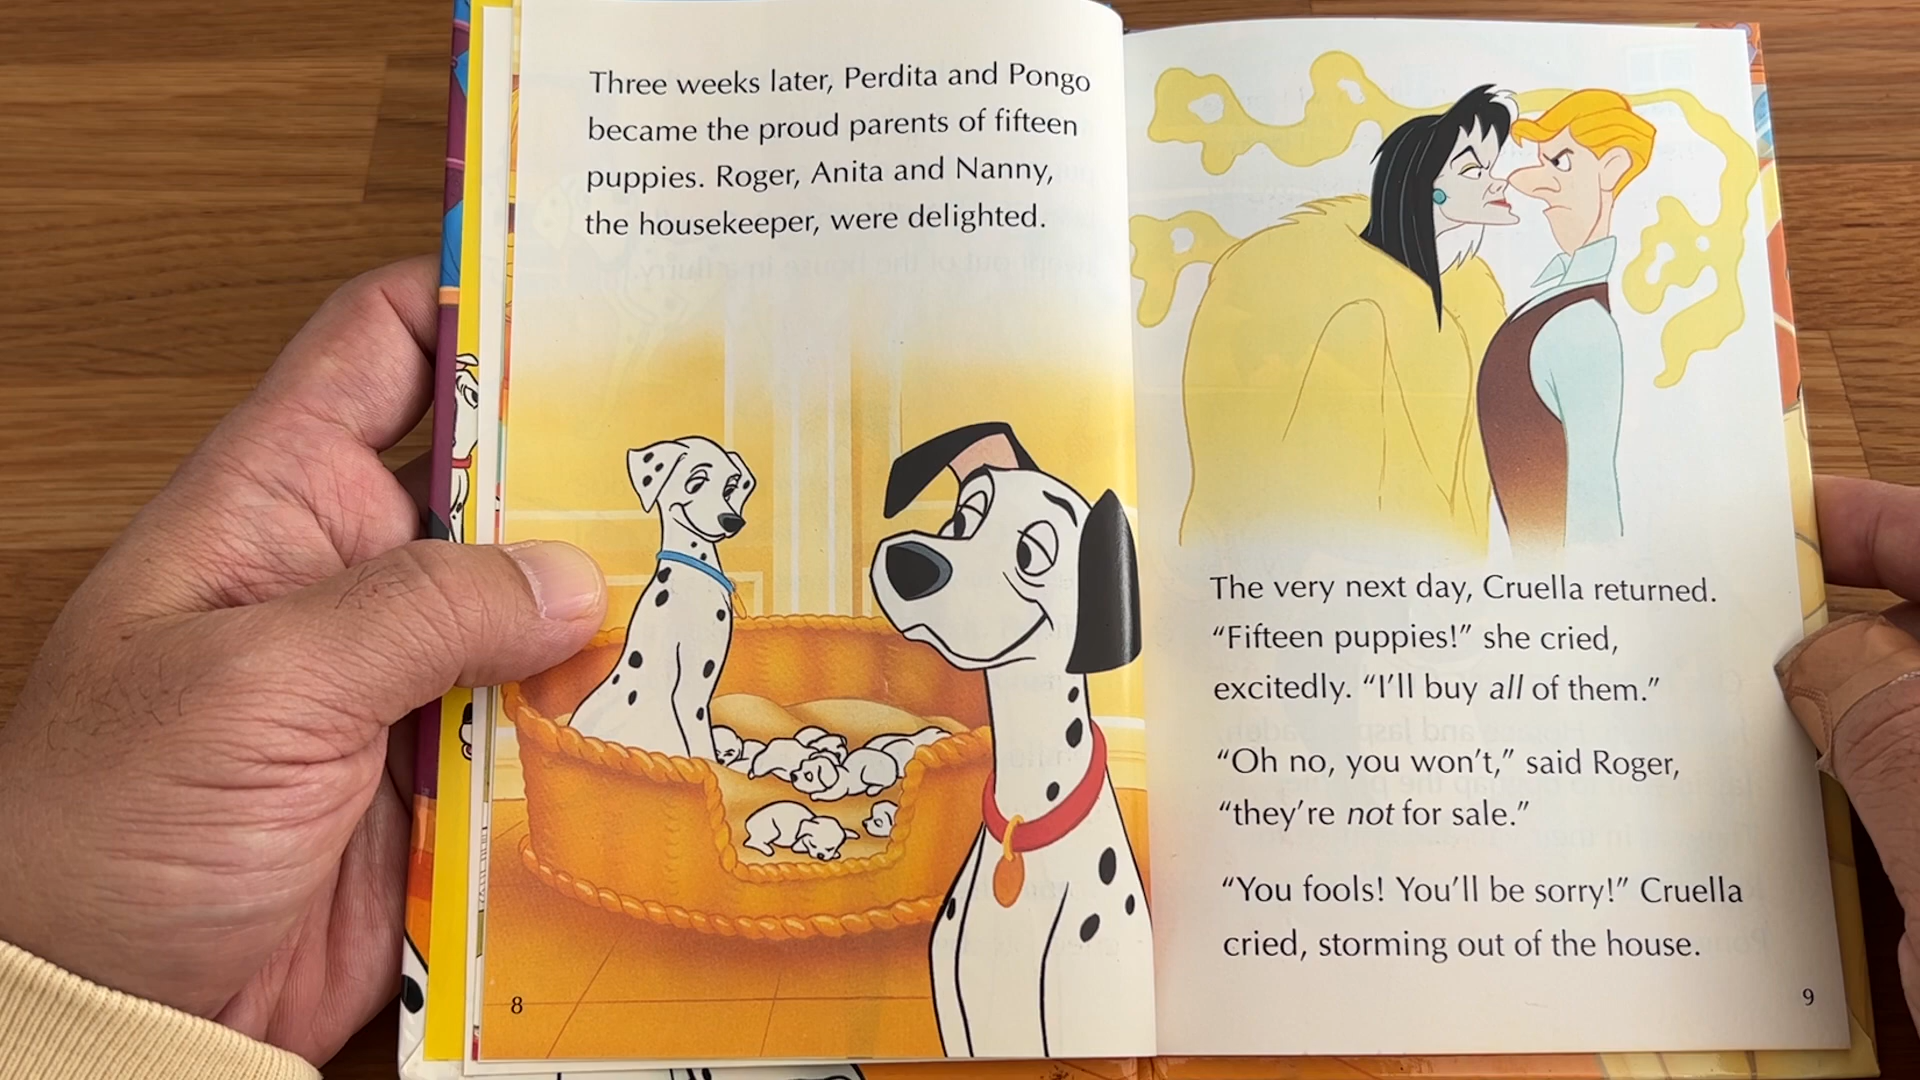 Three weeks later, Perdita and Pongo
became the proud parents of fifteen
puppies. Roger, Anita and Nanny,
the housekeeper, were delighted.
8
The very next day, Cruella returned.
“Fifteen puppies!” she cried,
excitedly. “I’ll buy all of them.”
“Oh no, you won’t,” said Roger,
“they’re not for sale.”
“You fools! You’ll be sorry!” Cruella
cried, storming out of the house.
9